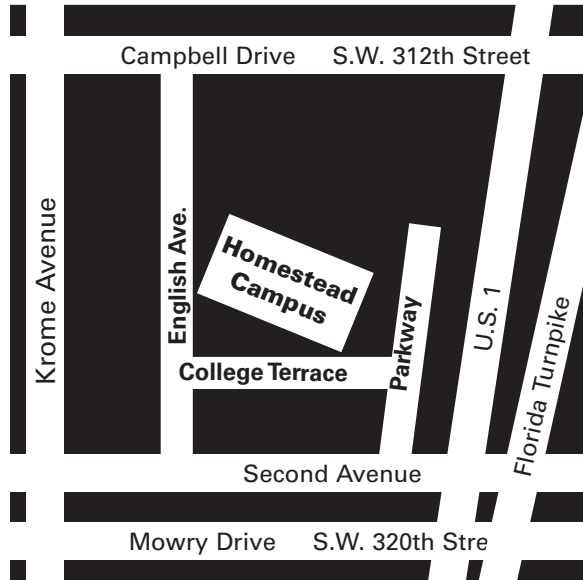 Campbell Drive S.W. 312th Street
Krome Avenue
English Ave.
Homestead
Campus
College Terrace
Parkway
U.S. 1
Florida Turnpike
Second Avenue
Mowry Drive S.W. 320th Stre